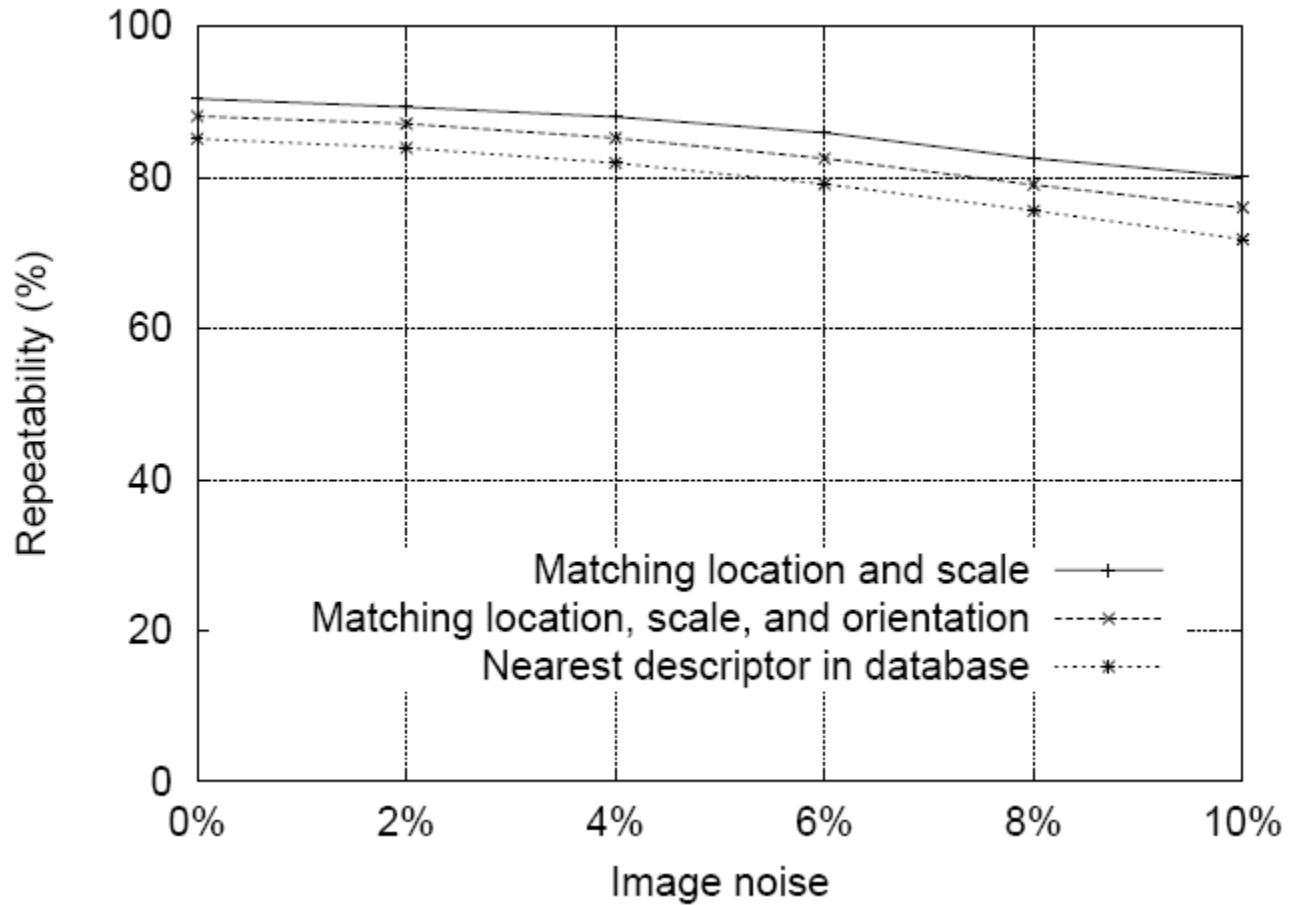 100
80
60
40
20
0
Repeatability (%)
Matching location and scale
Matching location, scale, and orientation
Nearest descriptor in database
0% 2% 4% 6% 8% 10%
Image noise